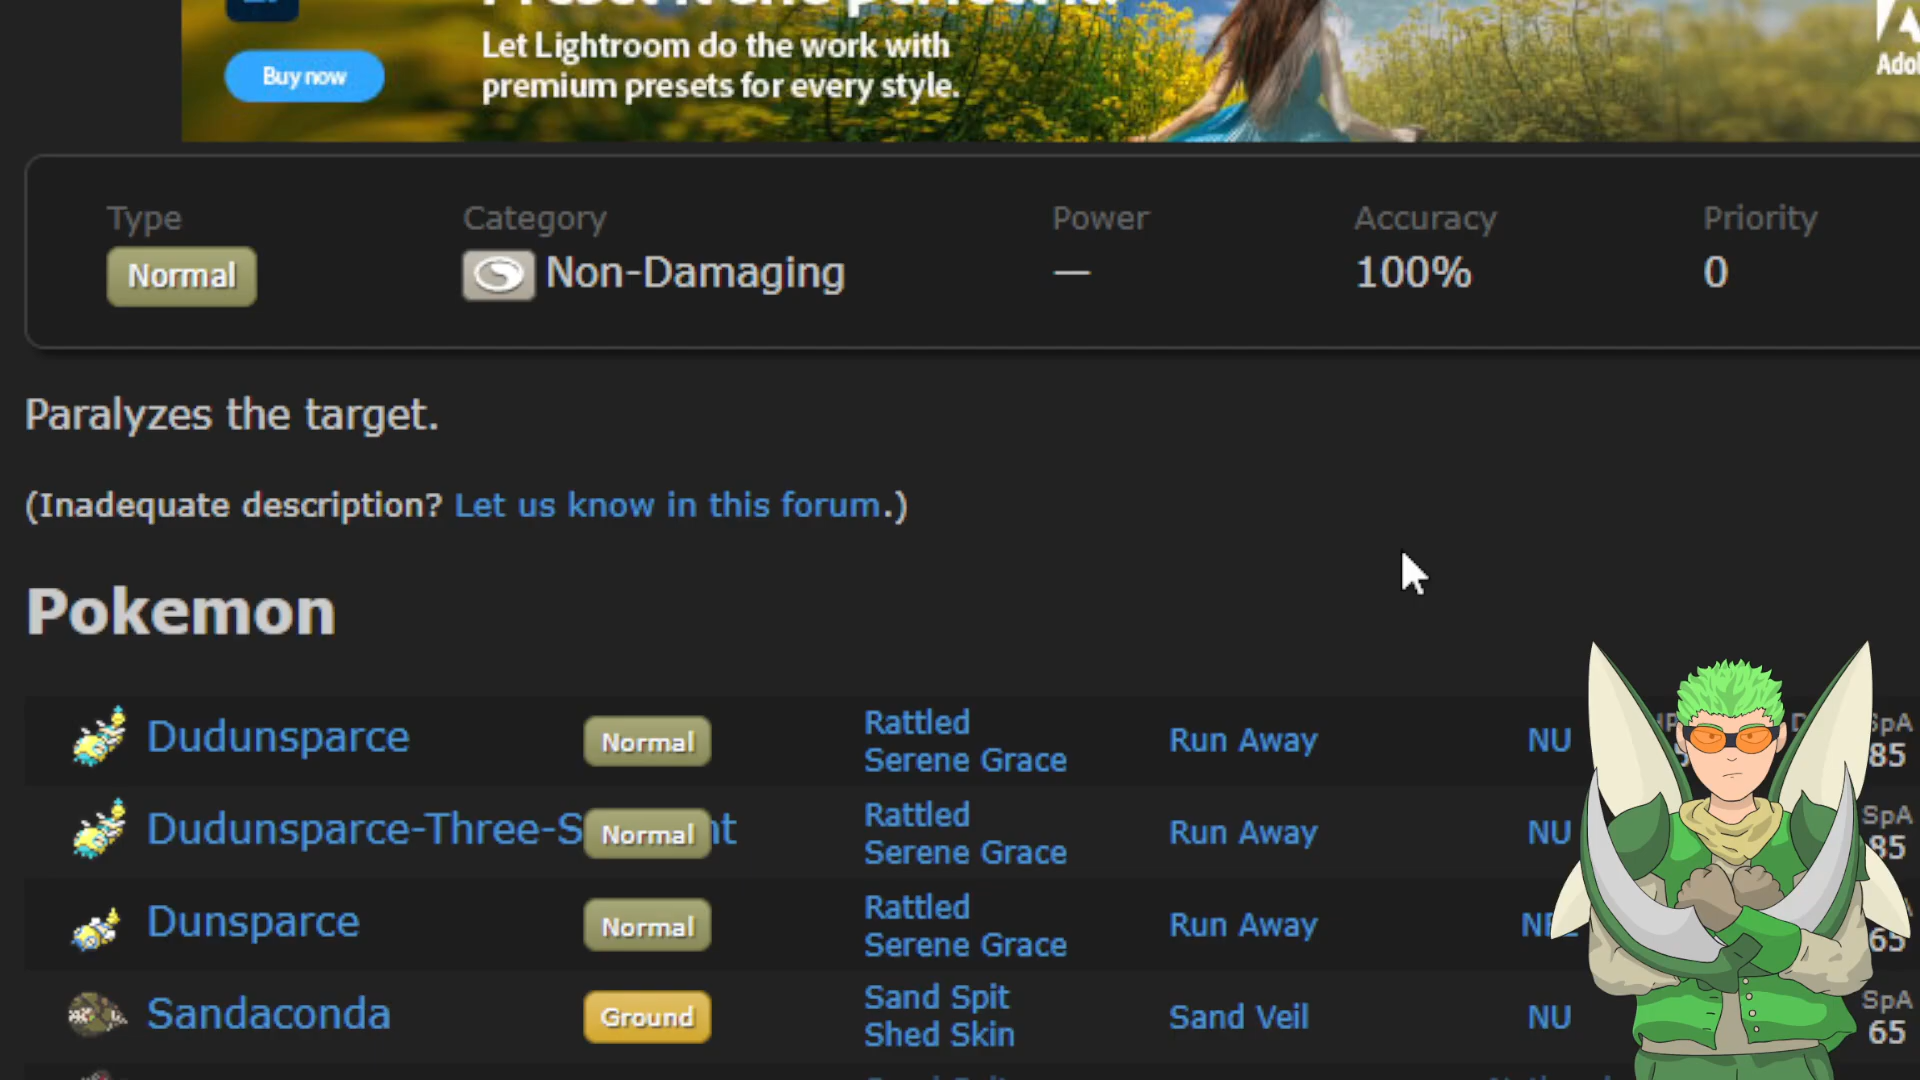 Let Lightroom do the work with
premium presets for every style.
Buy now
Type
Category
Power
Accuracy
Priority
Normal
Non-Damaging
—
100%
0
Paralyzes the target.
(Inadequate description? Let us know in this forum.)
Pokemon
Dudunsparce
Normal
Rattled
Serene Grace
Run Away
NU
SpA
85
Dudunsparce-Three-S
Normal
Rattled
Serene Grace
Run Away
NU
SpA
85
Dunsparce
Normal
Rattled
Serene Grace
Run Away
65
Sandaconda
Ground
Sand Spit
Shed Skin
Sand Veil
NU
SpA
65